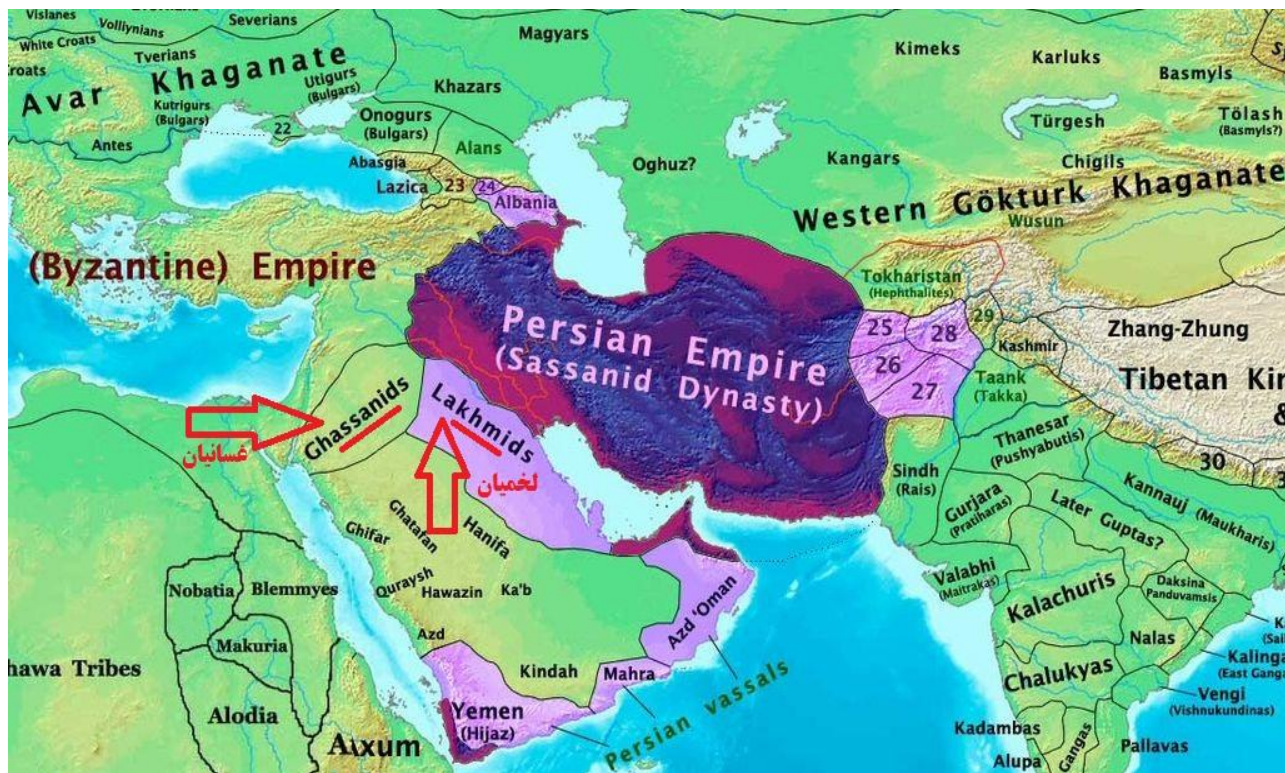 Vislanes
Volliynians
Severians
White Croats
Croats
Tverians
Avar Khaganate
Utigurs
(Bulgars)
Kutrigurs
(Bulgars)
Antes
22
Onogurs
(Bulgars)
Khazars
Magyars
Kimeks
Karluks
Basmyls
Tölash
(Basmyls?)
Türgesh
Chigils
Kangars
Oghuz?
Alans
Abasgia
Lazica
23
24
Albania
Western Gökturk Khaganate
Wusun
(Byzantine) Empire
Tokharistan
(Hephthalites)
Persian Empire
(Sassanid Dynasty)
25
28
29
26
27
Kashmir
Zhang-Zhung
Taank
(Takka)
Tibetan Kin
&
Ghassanids
غسانیان
Lakhmids
لخمیان
Thanesar
(Pushyabutis)
30
Sindh
(Rais)
Gurjara
(Pratiharas)
Later Guptas?
Kannauj (Maukharis)
Ghifar
Ghatafan
Hanifa
Quraysh
Hawazin
Ka'b
Valabhi
(Maitrakas)
Kalachuris
Daksina
Panduvamsis
Nobatia
Blemmyes
Makuria
Azd
Azd 'Oman
Nalas
Kalinga
(East Ganga
hawa Tribes
Kindah
Mahra
Persian vassals
Chalukyas
Vengi
(Vishnukundinas)
Alodia
Axum
Yemen
(Hijaz)
Kadambas
Gangas
Alupa
Pallavas